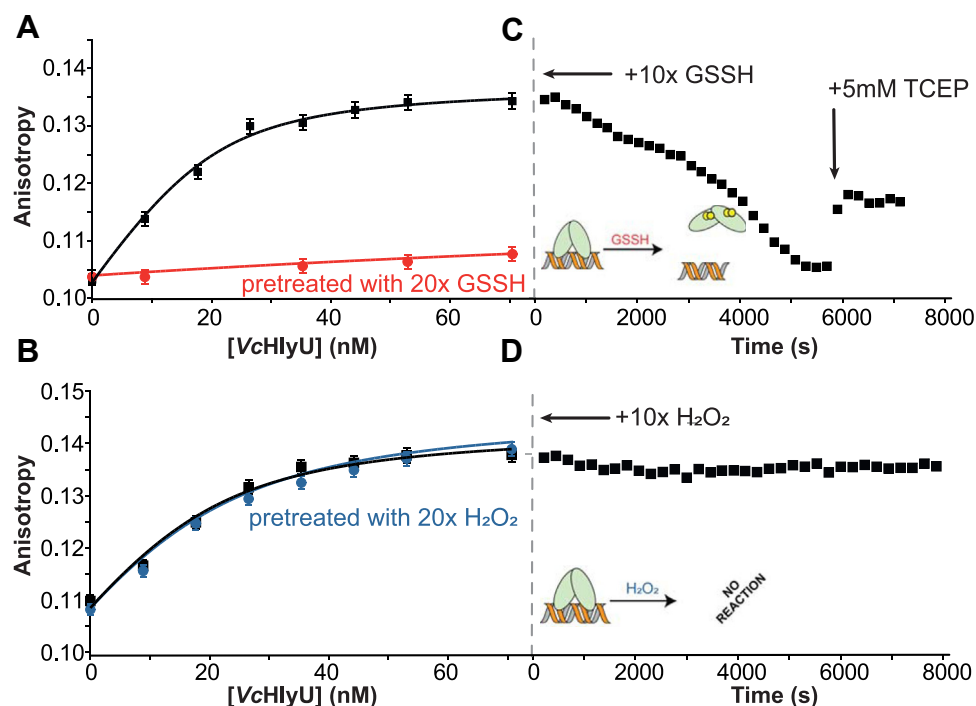 A
Anisotropy
0.14
0.13
0.12
0.11
0.10
pretreated with 20x GSSH
0
20
40
60
[VcHlyU] (nM)
C
+10x GSSH
+5mM TCEP
GSSH
0
2000
4000
6000
8000
Time (s)
B
Anisotropy
0.15
0.14
0.13
0.12
0.11
0.10
pretreated with 20x H₂O₂
0
20
40
60
[VcHlyU] (nM)
D
+10x H₂O₂
H₂O₂
NO
REACTION
0
2000
4000
6000
8000
Time (s)